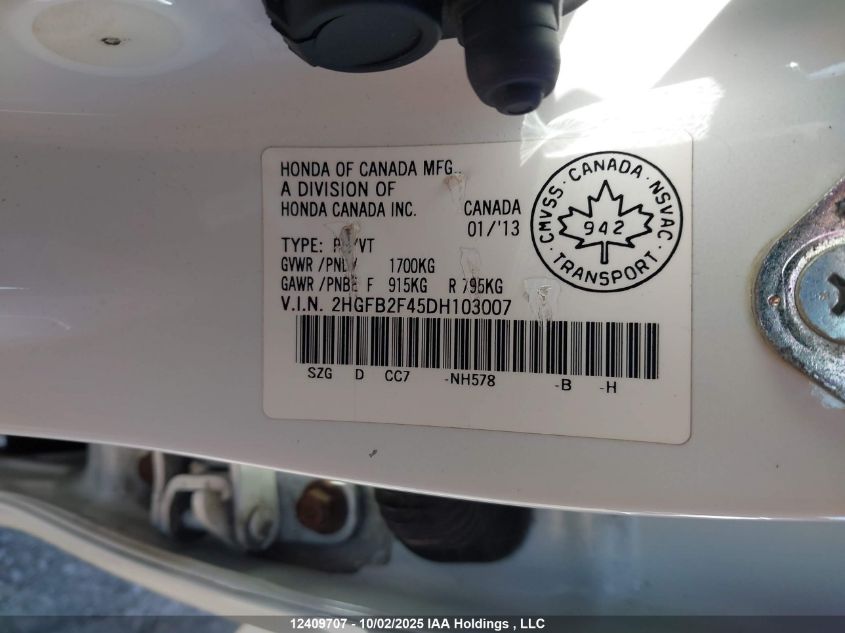 HONDA OF CANADA MFG.
A DIVISION OF
HONDA CANADA INC.
CANADA
01/'13
TYPE:
GVWR /PNBV 1700KG
GAWR /PNBE F 915KG R 795KG
V.I.N. 2HGFB2F45DH103007
SZG D CC7 -NH578 -B -H
CMVSS · CANADA · NSVAC
942
· TRANSPORT ·
12409707 - 10/02/2025 IAA Holdings , LLC